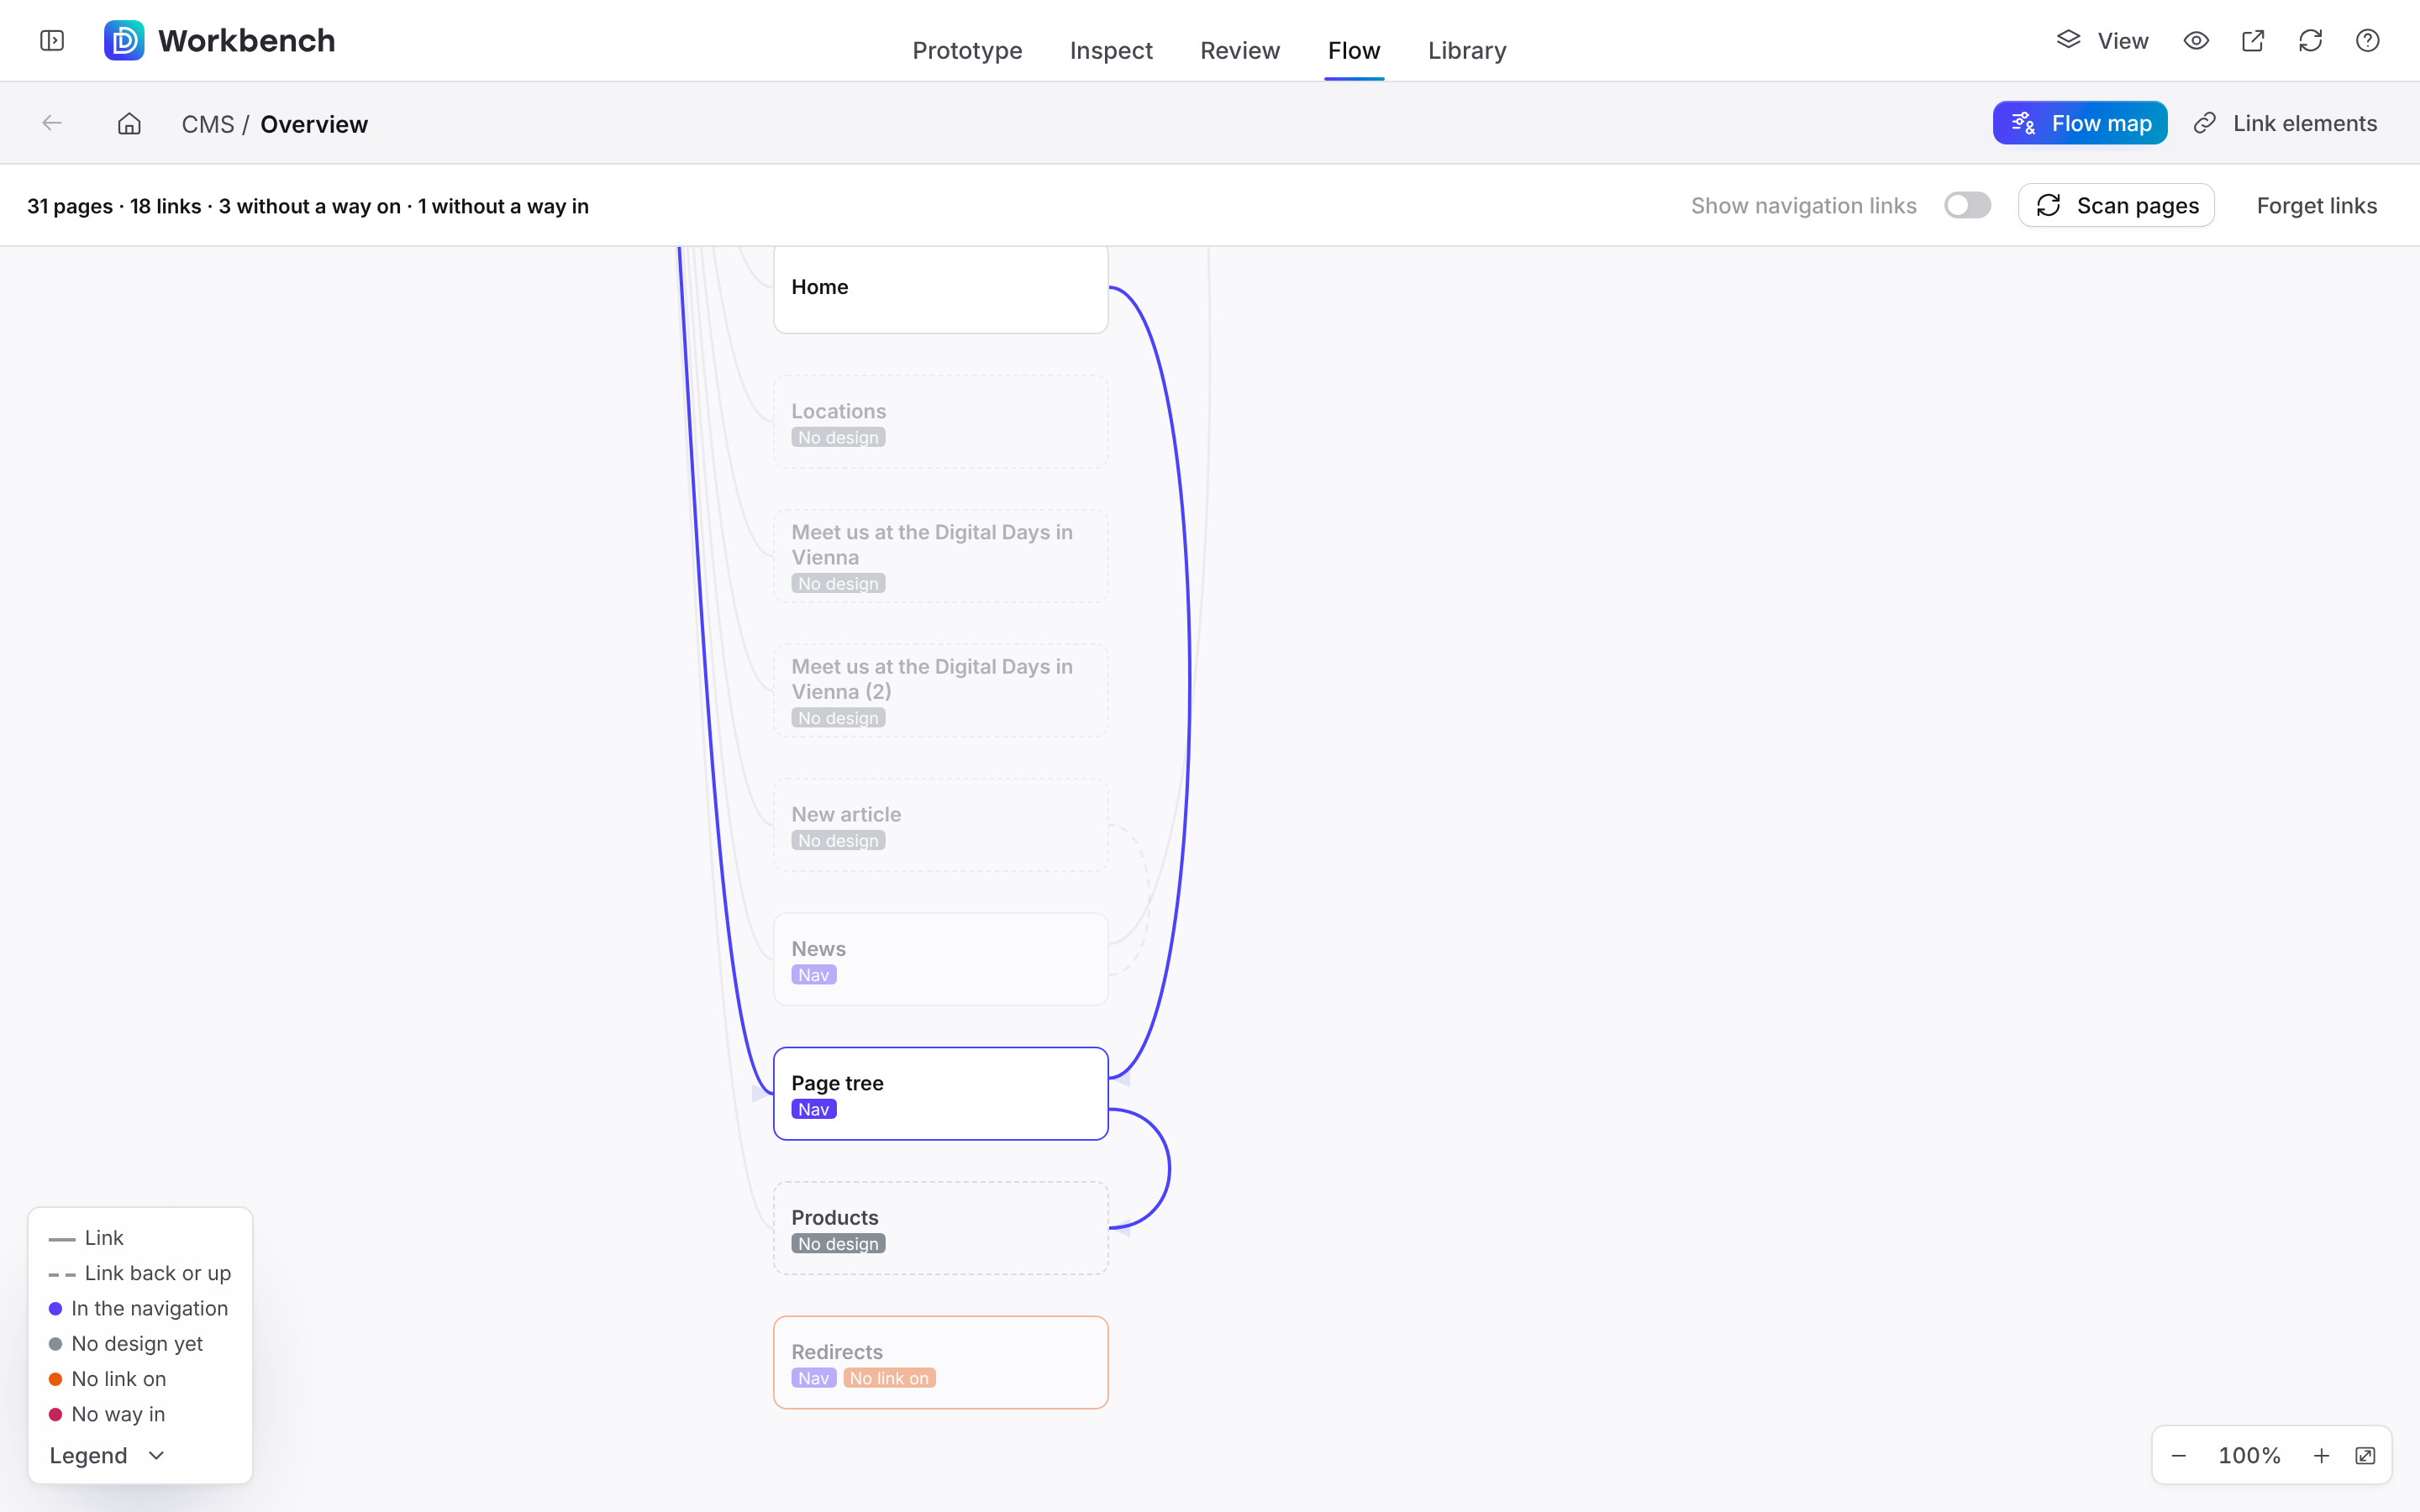 Workbench
Prototype
Inspect
Review
Flow
Library
View
CMS / Overview
Flow map
Link elements
31 pages · 18 links · 3 without a way on · 1 without a way in
Show navigation links
Scan pages
Forget links
Home
Locations
No design
Meet us at the Digital Days in
Vienna
No design
Meet us at the Digital Days in
Vienna (2)
No design
New article
No design
News
Nav
Page tree
Nav
Products
No design
Redirects
Nav No link on
Link
Link back or up
In the navigation
No design yet
No link on
No way in
Legend
100%